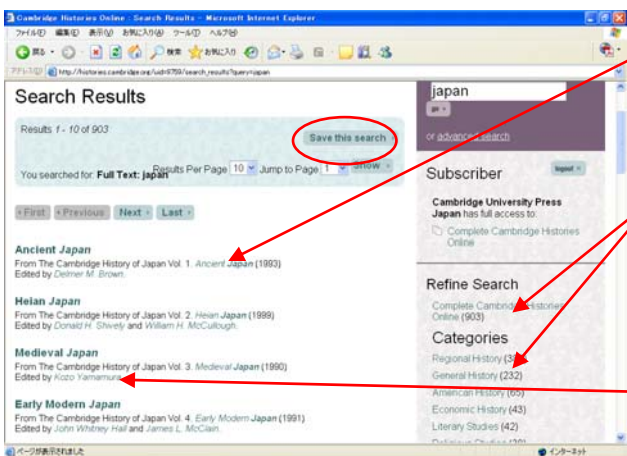 Cambridge Histories Online : Search Results - Microsoft Internet Explorer
ファイル(F) 編集(E) 表示(V) お気に入り(A) ツール(T) ヘルプ(H)
戻る 検索 お気に入り
アドレス(D) http://histories.cambridge.org/uid=9759/search_results?query=japan
Search Results
Results 1 - 10 of 903
Save this search
You searched for: Full Text: japan
Results Per Page 10 Jump to Page 1 Show
First Previous Next Last
Ancient Japan
From The Cambridge History of Japan Vol. 1. Ancient Japan (1993)
Edited by Delmer M. Brown.
Heian Japan
From The Cambridge History of Japan Vol. 2. Heian Japan (1999)
Edited by Donald H. Shively and William H. McCullough.
Medieval Japan
From The Cambridge History of Japan Vol. 3. Medieval Japan (1990)
Edited by Kozo Yamamura.
Early Modern Japan
From The Cambridge History of Japan Vol. 4. Early Modern Japan (1991)
Edited by John Whitney Hall and James L. McClain.
japan
go
or advanced search
Subscriber
logout
Cambridge University Press
Japan has full access to:
Complete Cambridge Histories
Online
Refine Search
Complete Cambridge Histories
Online (903)
Categories
Regional History
General History (232)
American History (65)
Economic History (43)
Literary Studies (42)
ページが表示されました
インターネット